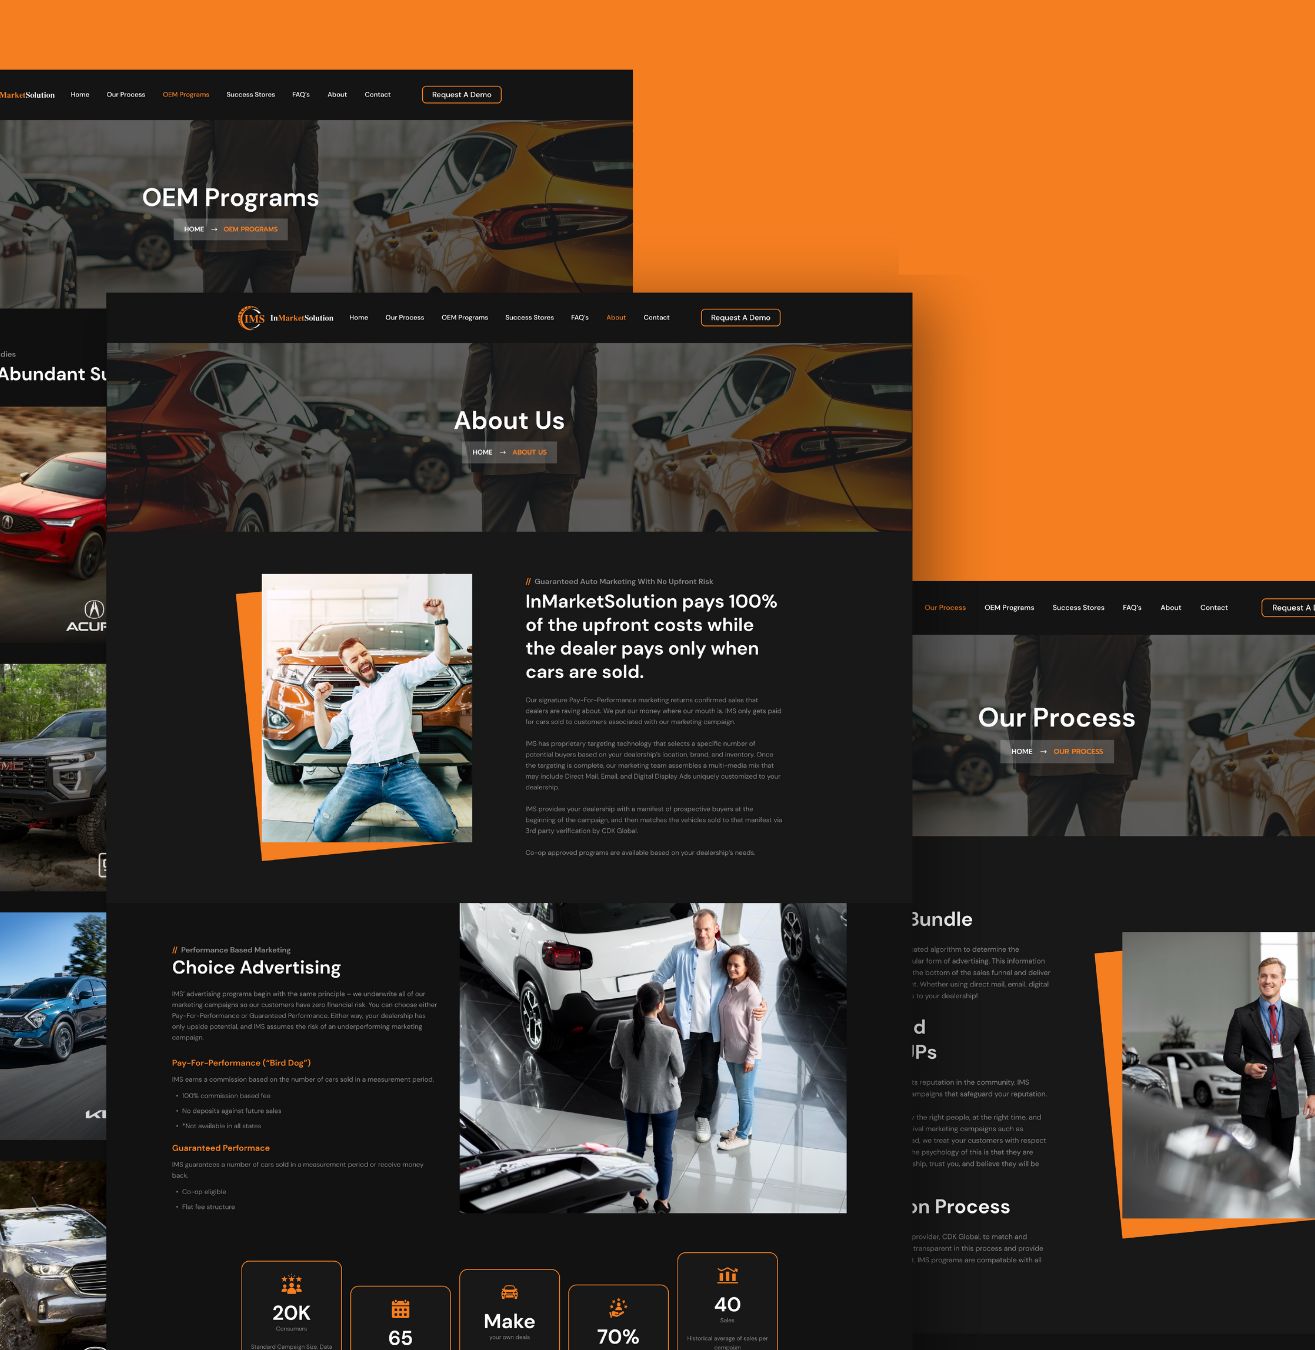 MarketSolution
Home
Our Process
OEM Programs
Success Stores
FAQ's
About
Contact
Request A Demo
OEM Programs
HOME → OEM PROGRAMS
dies
Abundant Su
ACUR
IMS
InMarketSolution
Home
Our Process
OEM Programs
Success Stores
FAQ's
About
Contact
Request A Demo
About Us
HOME → ABOUT US
// Guaranteed Auto Marketing With No Upfront Risk
InMarketSolution pays 100%
of the upfront costs while
the dealer pays only when
cars are sold.
Our signature Pay-For-Performance marketing returns confirmed sales that
dealers are raving about. We put our money where our mouth is. IMS only gets paid
for cars sold to customers associated with our marketing campaign.
IMS has proprietary targeting technology that selects a specific number of
potential buyers based on your dealership's location, brand, and inventory. Once
the targeting is complete, our marketing team assembles a multi-media mix that
may include Direct Mail, Email, and Digital Display Ads uniquely customized to your
dealership.
IMS provides your dealership with a manifest of prospective buyers at the
beginning of the campaign, and then matches the vehicles sold to that manifest via
3rd party verification by CDK Global.
Co-op approved programs are available based on your dealership's needs.
// Performance Based Marketing
Choice Advertising
IMS' advertising programs begin with the same principle – we underwrite all of our
marketing campaigns so our customers have zero financial risk. You can choose either
Pay-For-Performance or Guaranteed Performance. Either way, your dealership has
only upside potential, and IMS assumes the risk of an underperforming marketing
campaign.
Pay-For-Performance ("Bird Dog")
IMS earns a commission based on the number of cars sold in a measurement period.
• 100% commission based fee
• No deposits against future sales
• *Not available in all states
Guaranteed Performace
IMS guarantees a number of cars sold in a measurement period or receive money
back.
• Co-op eligible
• Flat fee structure
20K
Consumers
Standard Campaign Size. Data
65
Make
your own deals
70%
40
Sales
Historical average of sales per
campaign
Our Process
OEM Programs
Success Stores
FAQ's
About
Contact
Request A
Our Process
HOME → OUR PROCESS
Bundle
ated algorithm to determine the
ular form of advertising. This information
the bottom of the sales funnel and deliver
t. Whether using direct mail, email, digital
to your dealership!
d
UPs
ts reputation in the community. IMS
ampaigns that safeguard your reputation.
the right people, at the right time, and
ival marketing campaigns such as
ed, we treat your customers with respect
he psychology of this is that they are
ship, trust you, and believe they will be
on Process
provider, CDK Global, to match and
transparent in this process and provide
t. IMS programs are compatable with all